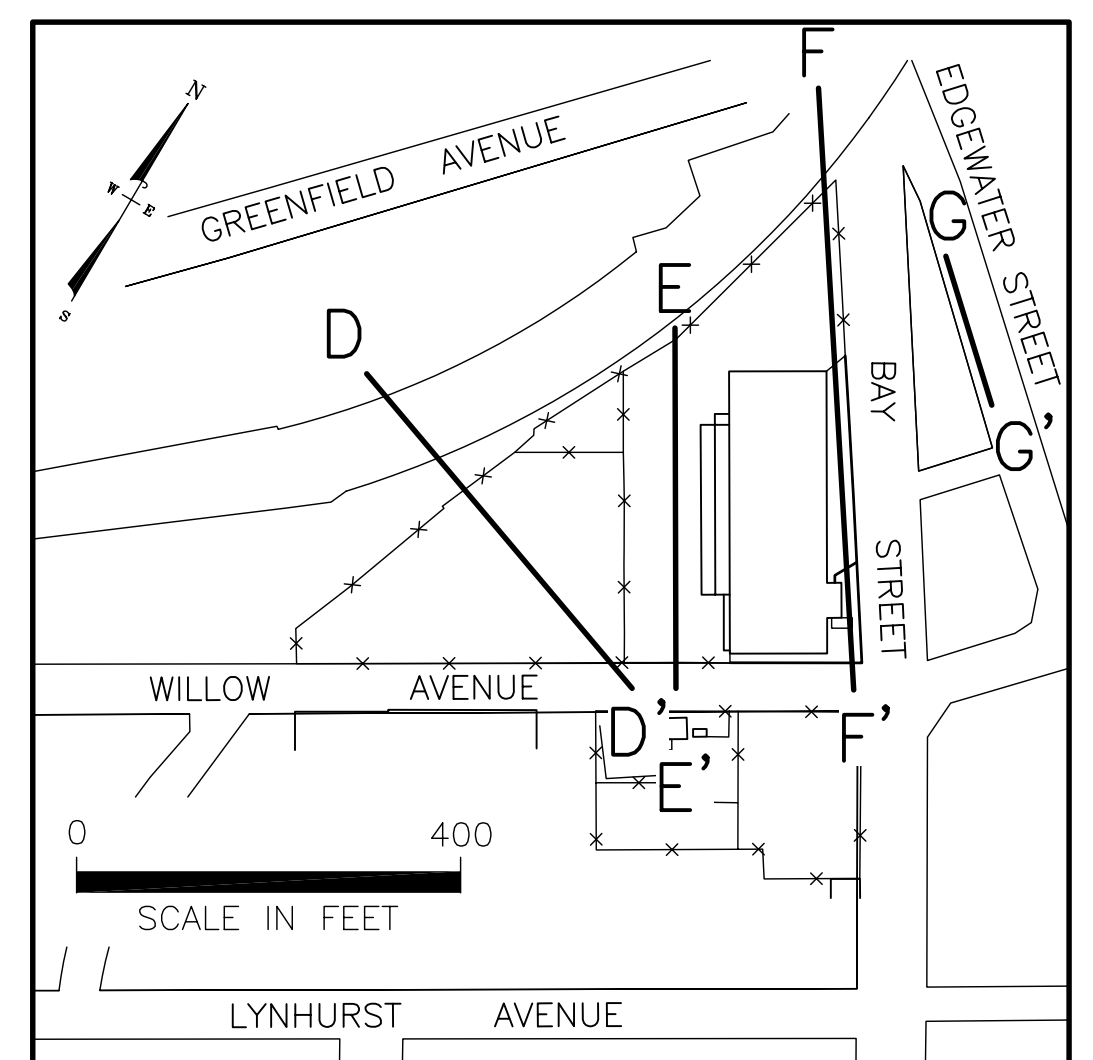 F
N
W
E
S
GREENFIELD AVENUE
EDGEWATER STREET
G
E
D
BAY STREET
G'
WILLOW AVENUE
D'
F'
E'
0 400
SCALE IN FEET
LYNHURST AVENUE